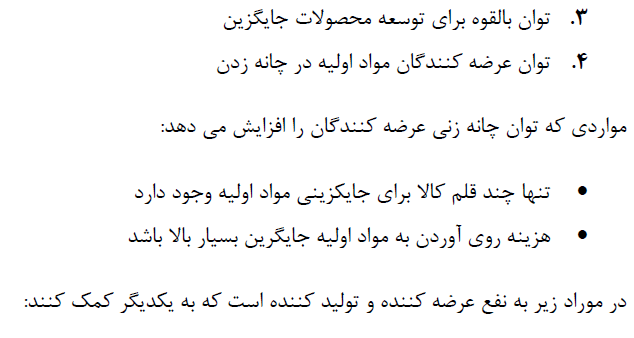 ۳. توان بالقوه برای توسعه محصولات جایگزین
۴. توان عرضه کنندگان مواد اولیه در چانه زدن
مواردی که توان چانه زنی عرضه کنندگان را افزایش می دهد:
• تنها چند قلم کالا برای جایکزینی مواد اولیه وجود دارد
• هزینه روی آوردن به مواد اولیه جایگرین بسیار بالا باشد
در موراد زیر به نفع عرضه کننده و تولید کننده است که به یکدیگر کمک کنند: